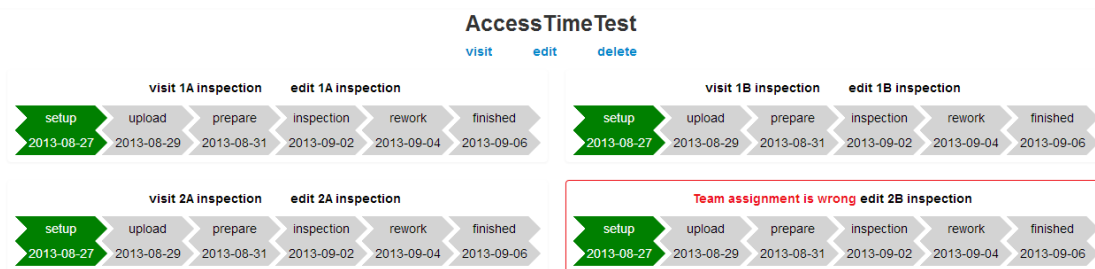 AccessTimeTest
visit edit delete
visit 1A inspection edit 1A inspection
setup upload prepare inspection rework finished
2013-08-27 2013-08-29 2013-08-31 2013-09-02 2013-09-04 2013-09-06
visit 1B inspection edit 1B inspection
setup upload prepare inspection rework finished
2013-08-27 2013-08-29 2013-08-31 2013-09-02 2013-09-04 2013-09-06
visit 2A inspection edit 2A inspection
setup upload prepare inspection rework finished
2013-08-27 2013-08-29 2013-08-31 2013-09-02 2013-09-04 2013-09-06
Team assignment is wrong edit 2B inspection
setup upload prepare inspection rework finished
2013-08-27 2013-08-29 2013-08-31 2013-09-02 2013-09-04 2013-09-06